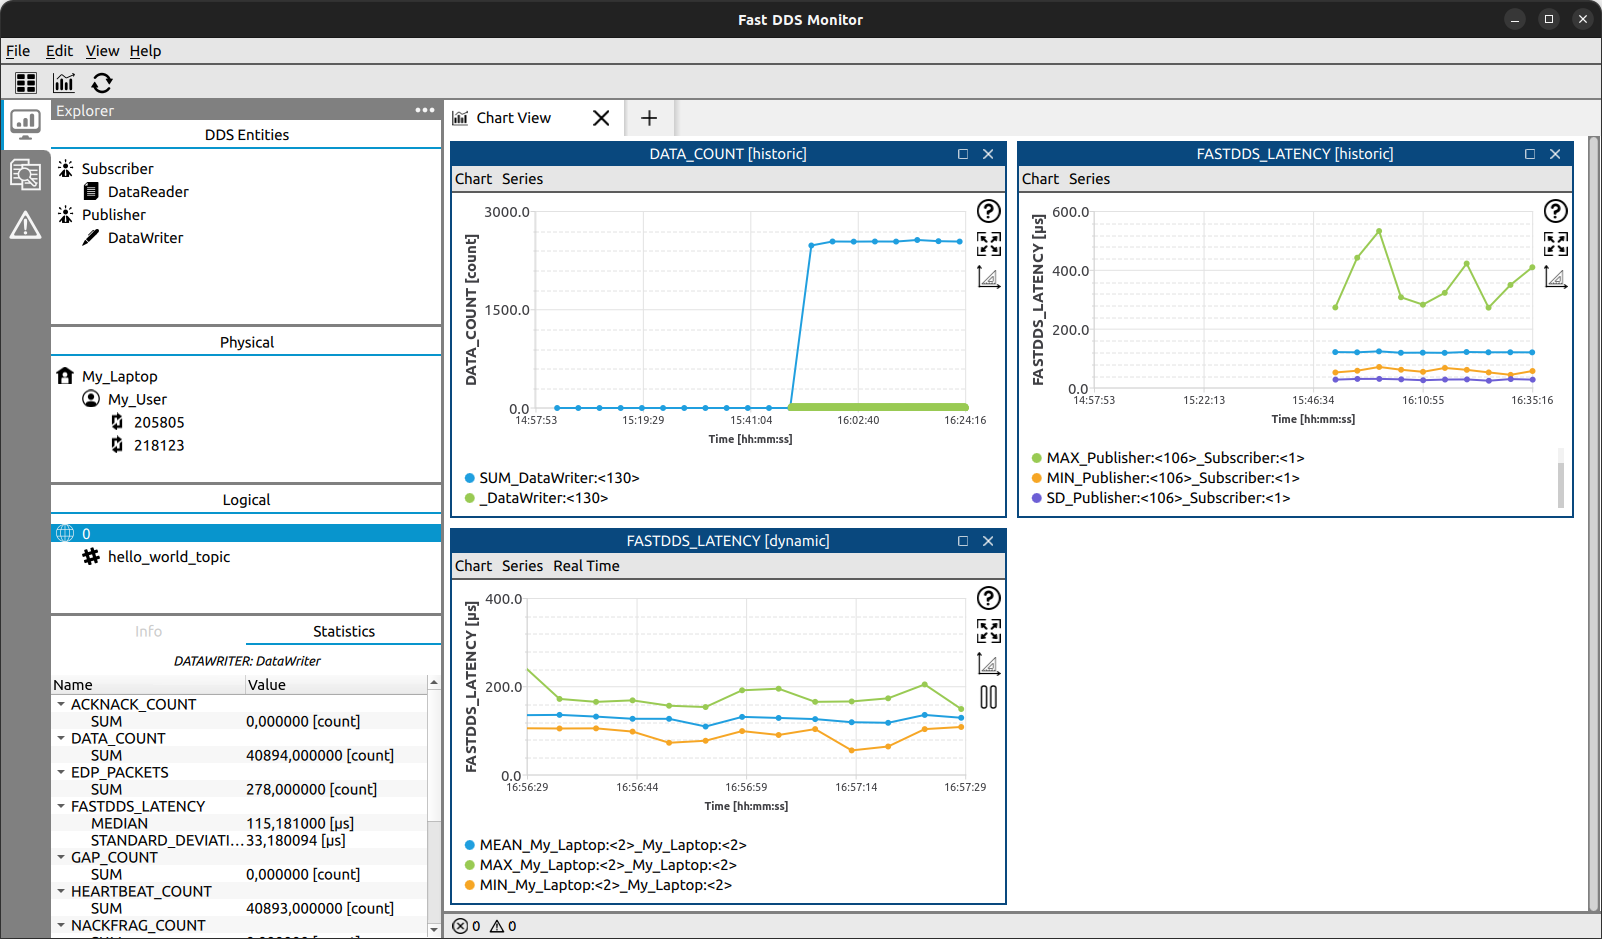 Fast DDS Monitor
File Edit View Help
Explorer
DDS Entities
Subscriber
DataReader
Publisher
DataWriter
Physical
My_Laptop
My_User
205805
218123
Logical
0
hello_world_topic
Info Statistics
DATAWRITER: DataWriter
Name Value
ACKNACK_COUNT
SUM 0,000000 [count]
DATA_COUNT
SUM 40894,000000 [count]
EDP_PACKETS
SUM 278,000000 [count]
FASTDDS_LATENCY
MEDIAN 115,181000 [µs]
STANDARD_DEVIATI... 33,180094 [µs]
GAP_COUNT
SUM 0,000000 [count]
HEARTBEAT_COUNT
SUM 40893,000000 [count]
NACKFRAG_COUNT
Chart View
DATA_COUNT [historic]
Chart Series
DATA_COUNT [count]
3000.0
1500.0
0.0
14:57:53 15:19:29 15:41:04 16:02:40 16:24:16
Time [hh:mm:ss]
SUM_DataWriter:<130>
_DataWriter:<130>
FASTDDS_LATENCY [historic]
Chart Series
FASTDDS_LATENCY [µs]
600.0
400.0
200.0
0.0
14:57:53 15:22:13 15:46:34 16:10:55 16:35:16
Time [hh:mm:ss]
MAX_Publisher:<106>_Subscriber:<1>
MIN_Publisher:<106>_Subscriber:<1>
SD_Publisher:<106>_Subscriber:<1>
FASTDDS_LATENCY [dynamic]
Chart Series Real Time
FASTDDS_LATENCY [µs]
400.0
200.0
0.0
16:56:29 16:56:44 16:56:59 16:57:14 16:57:29
Time [hh:mm:ss]
MEAN_My_Laptop:<2>_My_Laptop:<2>
MAX_My_Laptop:<2>_My_Laptop:<2>
MIN_My_Laptop:<2>_My_Laptop:<2>
0 0